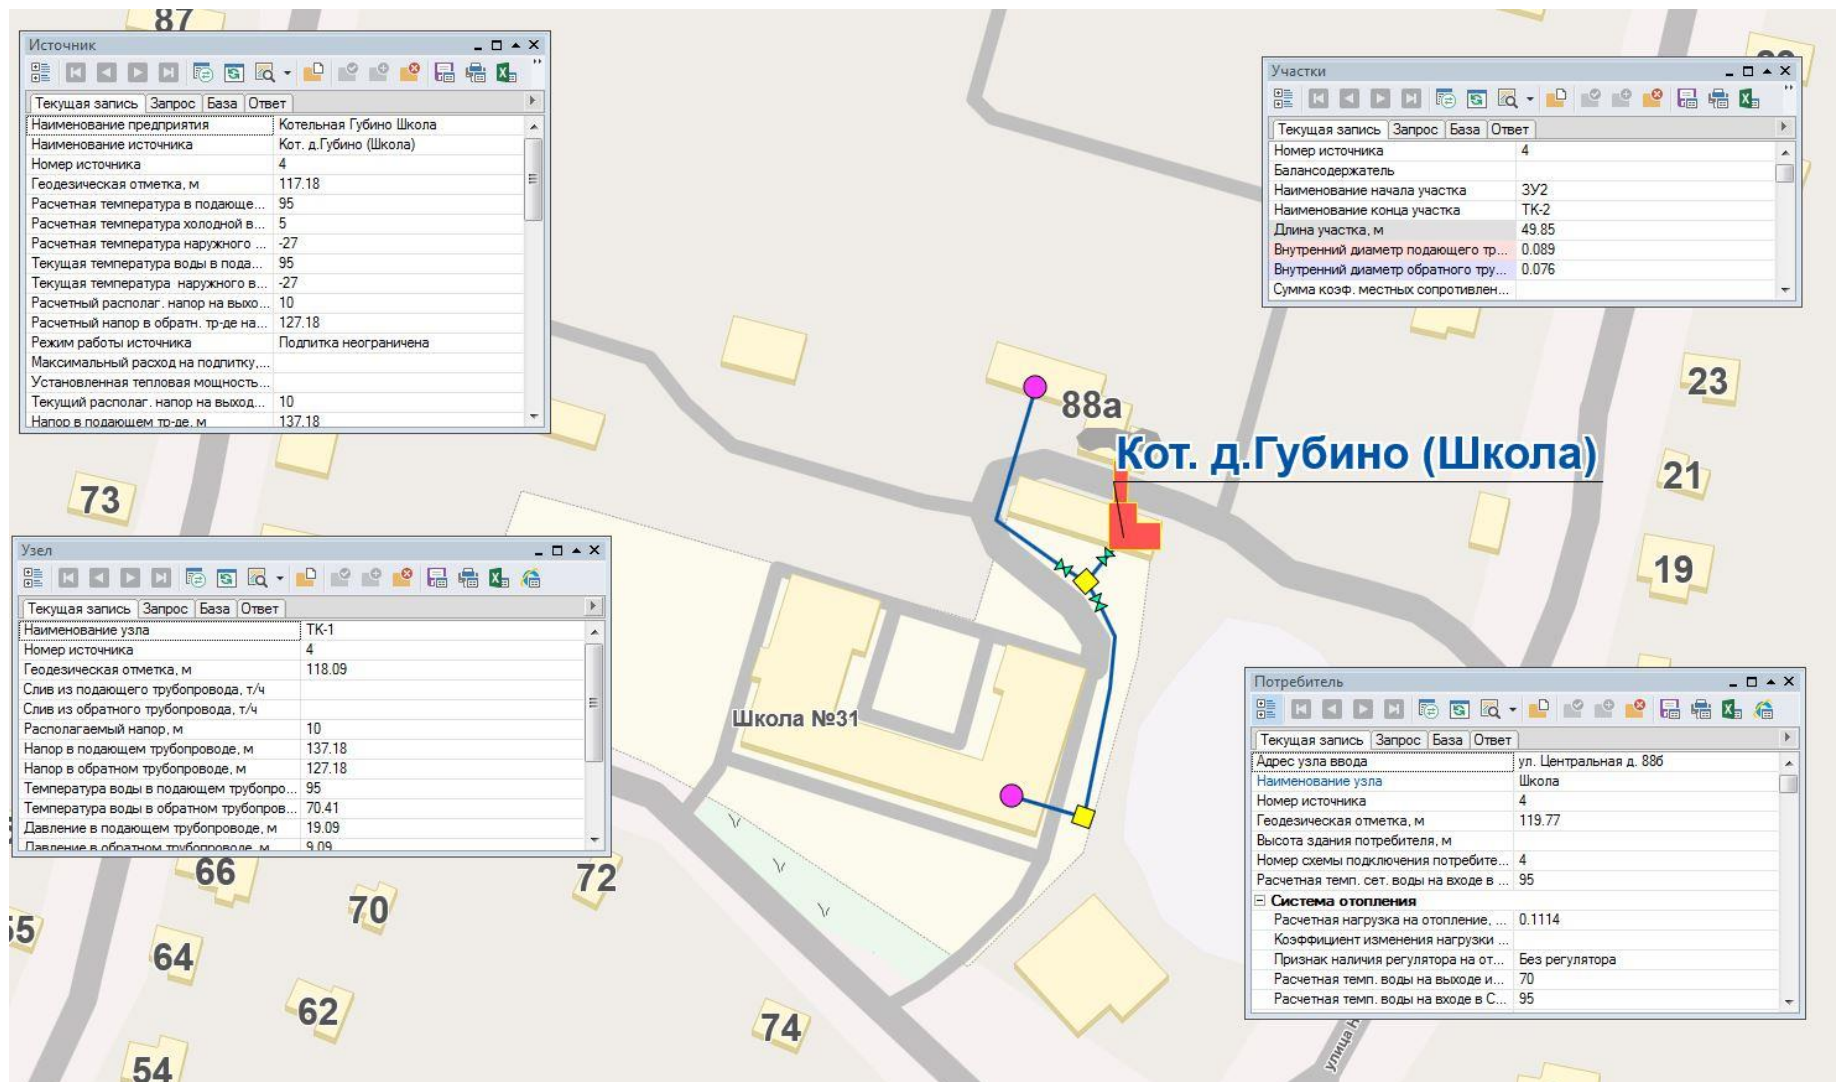 87
Источник
Текущая запись Запрос База Ответ
Наименование предприятия Котельная Губино Школа
Наименование источника Кот. д.Губино (Школа)
Номер источника 4
Геодезическая отметка, м 117.18
Расчетная температура в подающе... 95
Расчетная температура холодной в... 5
Расчетная температура наружного ... -27
Текущая температура воды в пода... 95
Текущая температура наружного в... -27
Расчетный располаг. напор на выхо... 10
Расчетный напор в обратн. тр-де на... 127.18
Режим работы источника Подпитка неограничена
Максимальный расход на подпитку,...
Установленная тепловая мощность...
Текущий располаг. напор на выход... 10
Напор в подающем тр-де, м 137.18
Участки
Текущая запись Запрос База Ответ
Номер источника 4
Балансодержатель
Наименование начала участка ЗУ2
Наименование конца участка ТК-2
Длина участка, м 49.85
Внутренний диаметр подающего тр... 0.089
Внутренний диаметр обратного тру... 0.076
Сумма коэф. местных сопротивлен...
23
88а
Кот. д.Губино (Школа)
21
73
19
Узел
Текущая запись Запрос База Ответ
Наименование узла ТК-1
Номер источника 4
Геодезическая отметка, м 118.09
Слив из подающего трубопровода, т/ч
Слив из обратного трубопровода, т/ч
Располагаемый напор, м 10
Напор в подающем трубопроводе, м 137.18
Напор в обратном трубопроводе, м 127.18
Температура воды в подающем трубопро... 95
Температура воды в обратном трубопров... 70.41
Давление в подающем трубопроводе, м 19.09
Давление в обратном трубопроводе, м 9.09
Школа №31
Потребитель
Текущая запись Запрос База Ответ
Адрес узла ввода ул. Центральная д. 88б
Наименование узла Школа
Номер источника 4
Геодезическая отметка, м 119.77
Высота здания потребителя, м
Номер схемы подключения потребите... 4
Расчетная темп. сет. воды на входе в ... 95
Система отопления
Расчетная нагрузка на отопление, ... 0.1114
Коэффициент изменения нагрузки ...
Признак наличия регулятора на от... Без регулятора
Расчетная темп. воды на выходе и... 70
Расчетная темп. воды на входе в С... 95
66
72
70
55
64
62
74
54
улица